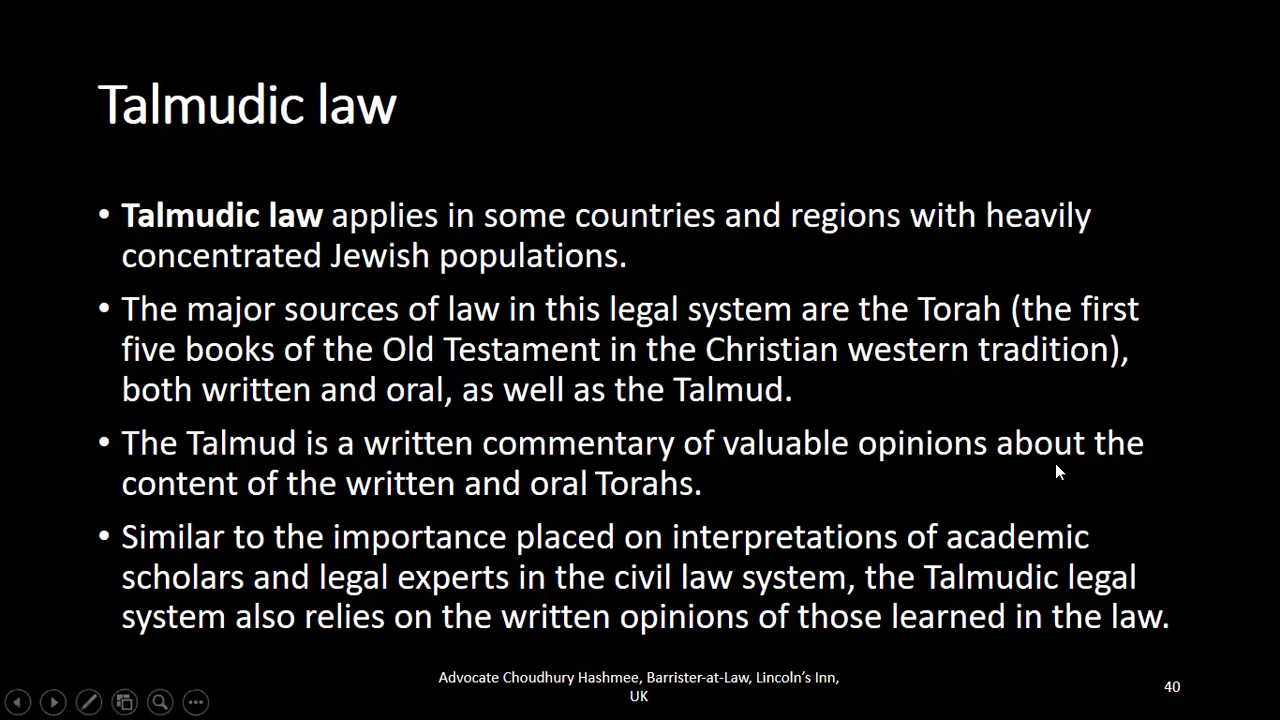 Talmudic law
• Talmudic law applies in some countries and regions with heavily
concentrated Jewish populations.
• The major sources of law in this legal system are the Torah (the first
five books of the Old Testament in the Christian western tradition),
both written and oral, as well as the Talmud.
• The Talmud is a written commentary of valuable opinions about the
content of the written and oral Torahs.
• Similar to the importance placed on interpretations of academic
scholars and legal experts in the civil law system, the Talmudic legal
system also relies on the written opinions of those learned in the law.
Advocate Choudhury Hashmee, Barrister-at-Law, Lincoln’s Inn,
UK
40